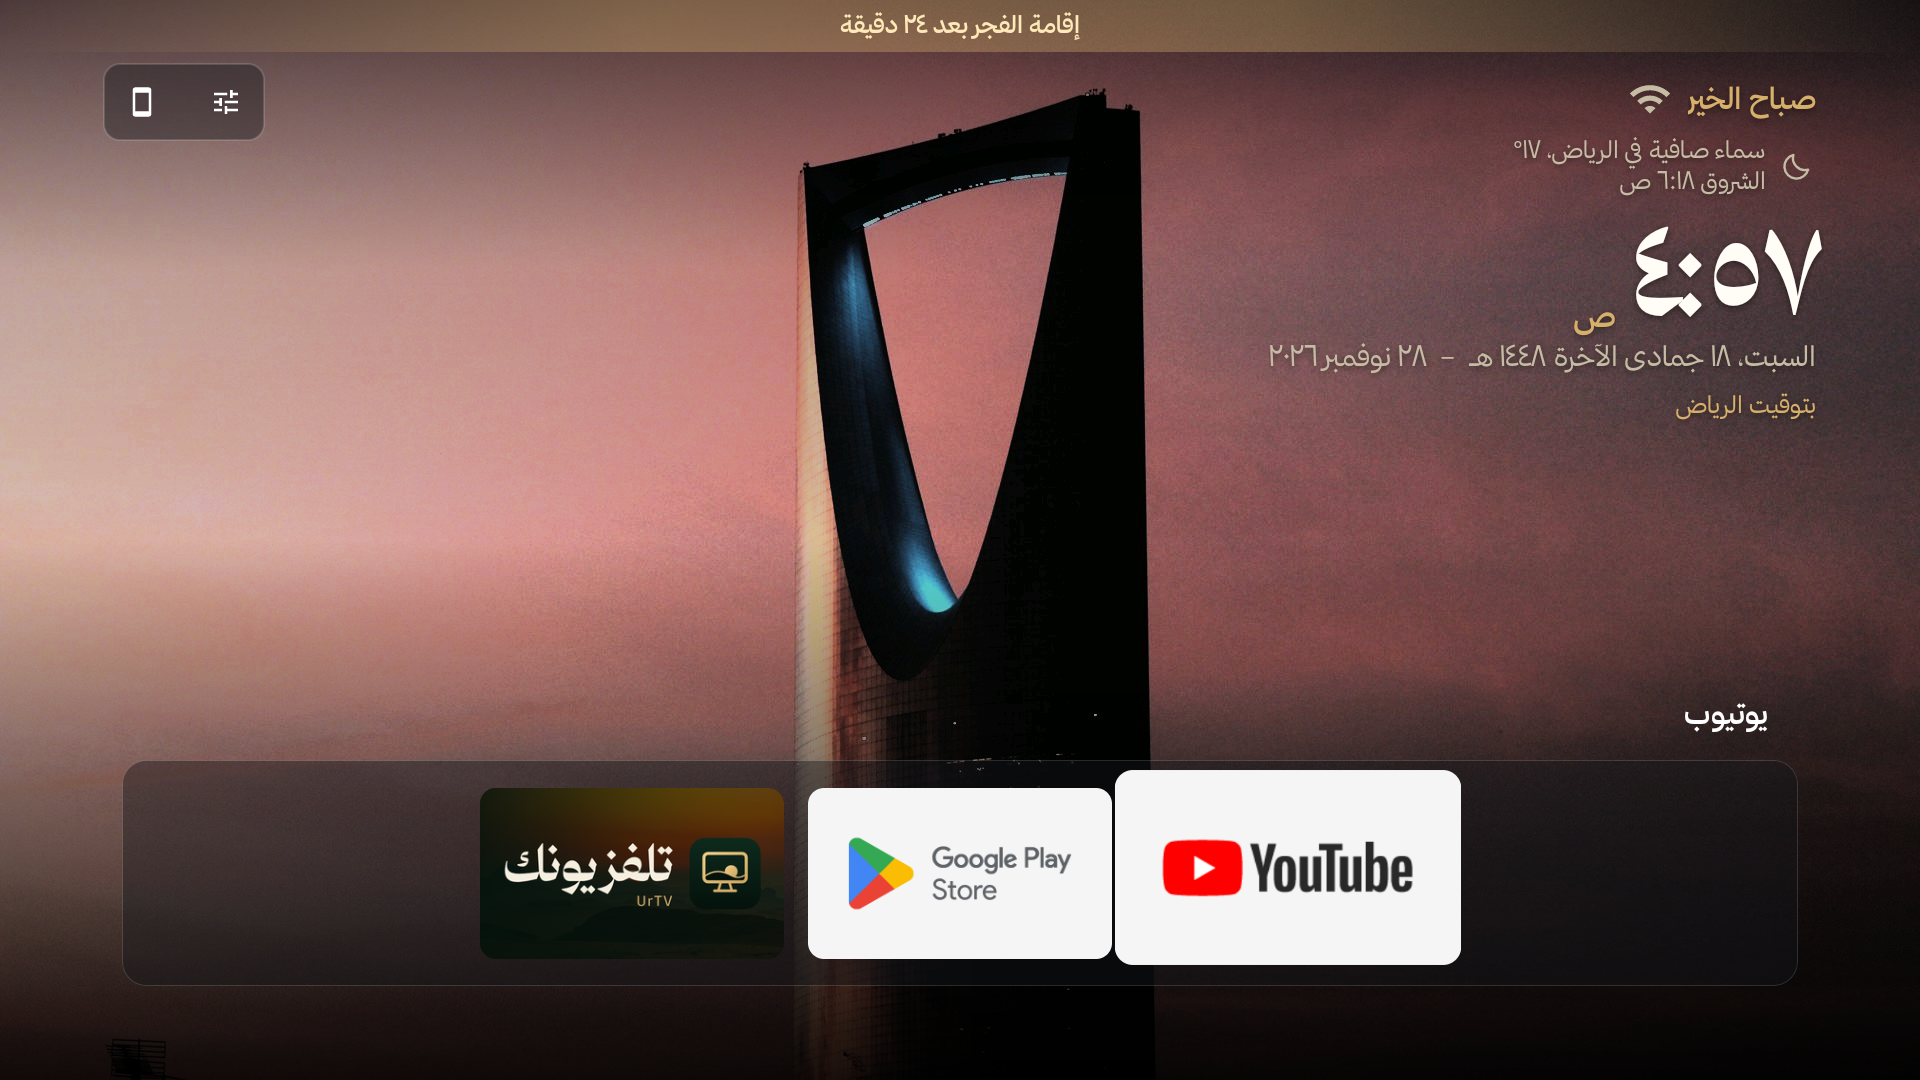 إقامة الفجر بعد ٢٤ دقيقة
صباح الخير
سماء صافية في الرياض، ١٧°
الشروق ٦:١٨ ص
٤:٥٧ ص
السبت، ١٨ جمادى الآخرة ١٤٤٨ هـ – ٢٨ نوفمبر ٢٠٢٦
بتوقيت الرياض
يوتيوب
YouTube
Google Play
Store
تلفزيونك
UrTV